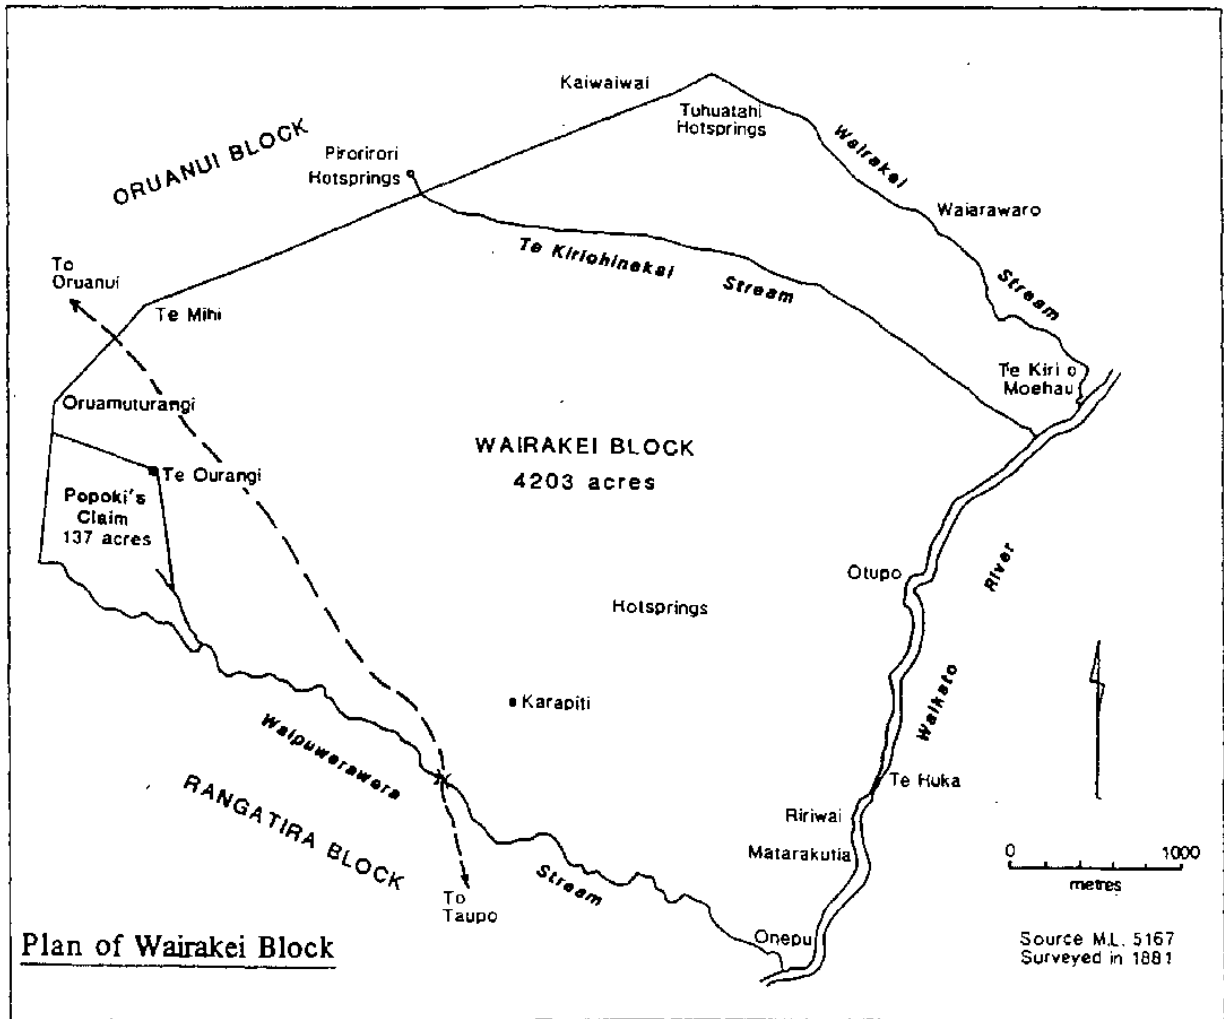 Kaiwaiwai
Tuhuatahi
Hotsprings
ORUANUI BLOCK
Pirorirori
Hotsprings
Wairakei
Stream
Waiarawaro
Te Kiriohinekai Stream
To
Oruanui
Te Mihi
Te Kiri o
Moehau
Oruamuturangi
WAIRAKEI BLOCK
4203 acres
Te Ourangi
Popoki's
Claim
137 acres
Otupo
River
Hotsprings
Karapiti
Waikato
Waipuwerawera
Stream
RANGATIRA BLOCK
Te Huka
Ririwai
Matarakutia
0 1000
metres
To
Taupo
Onepu
Plan of Wairakei Block
Source M.L. 5167
Surveyed in 1881